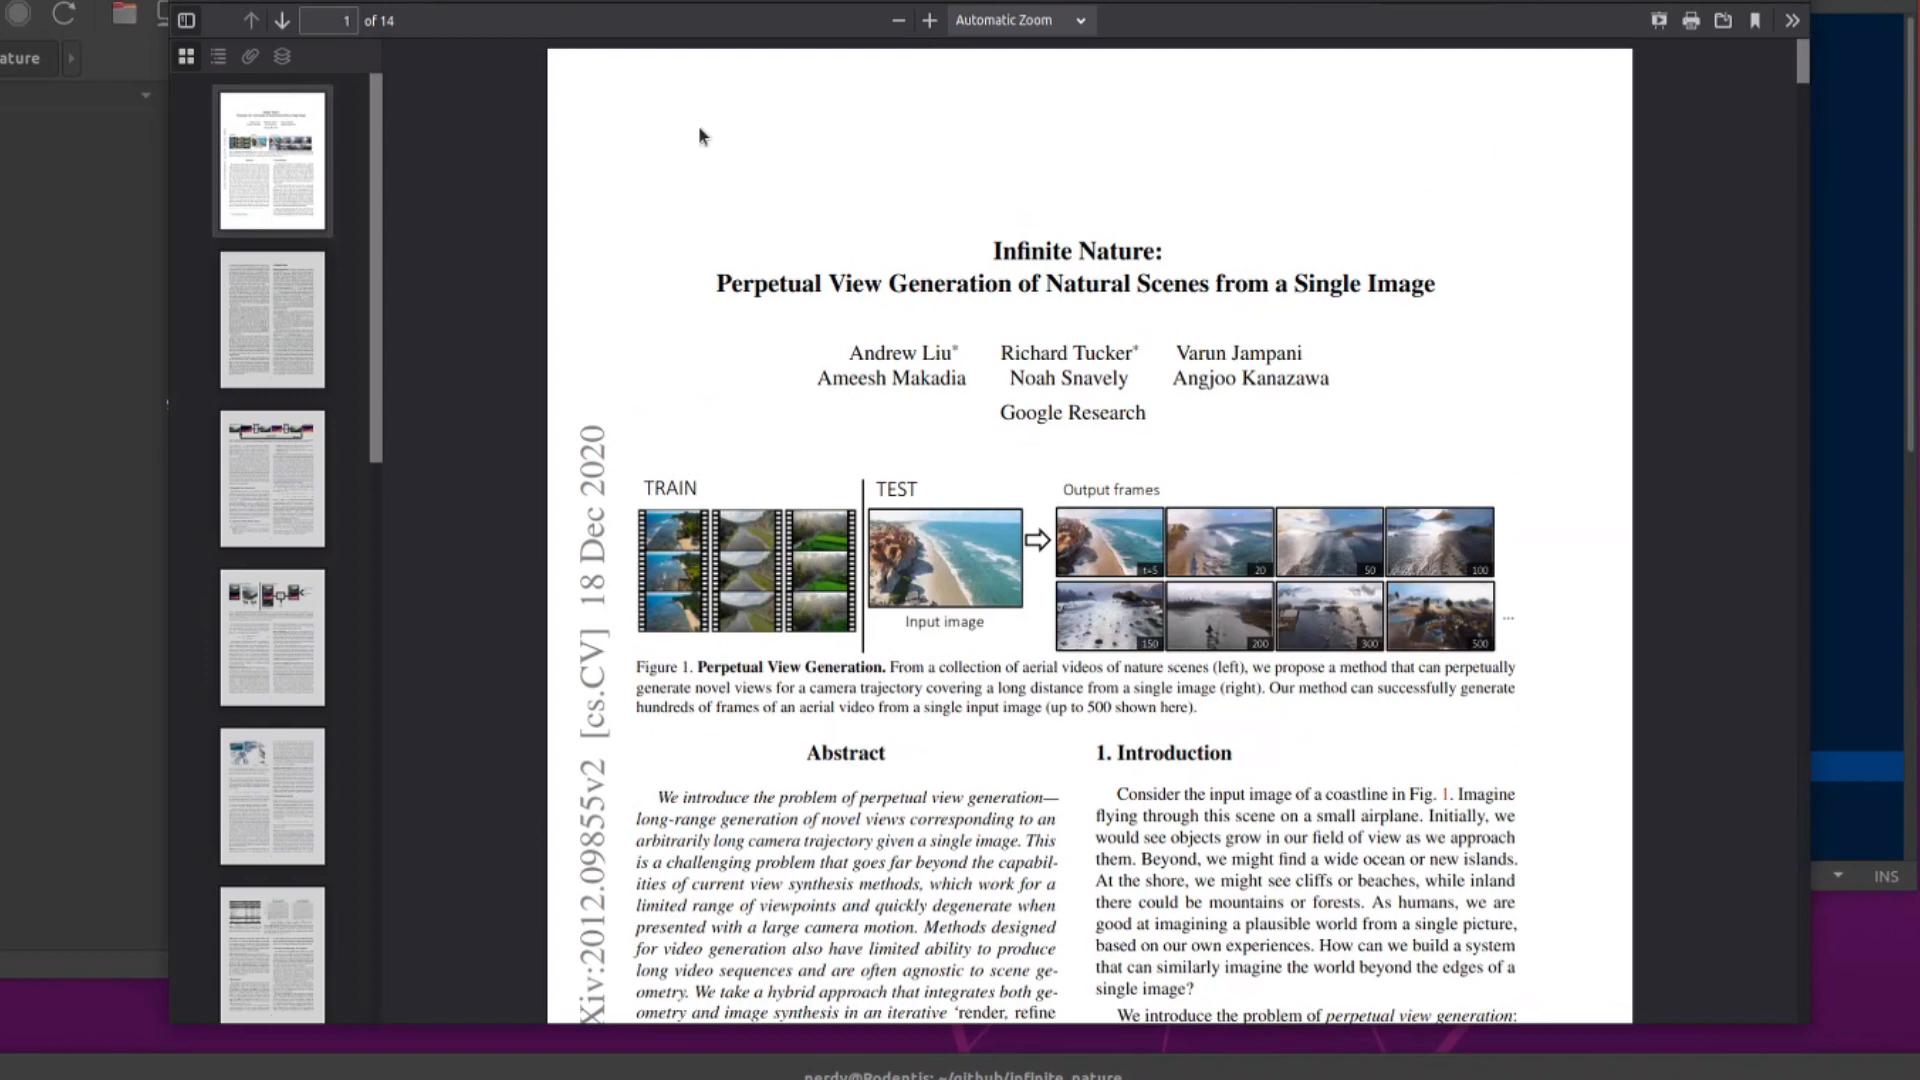 1 of 14
Automatic Zoom
ature
Infinite Nature:
Perpetual View Generation of Natural Scenes from a Single Image
Andrew Liu* Richard Tucker* Varun Jampani
Ameesh Makadia Noah Snavely Angjoo Kanazawa
Google Research
Xiv:2012.09855v2 [cs.CV] 18 Dec 2020
TRAIN
TEST
Input image
Output frames
t=5 20 50 100
150 200 300 500 ...
Figure 1. Perpetual View Generation. From a collection of aerial videos of nature scenes (left), we propose a method that can perpetually
generate novel views for a camera trajectory covering a long distance from a single image (right). Our method can successfully generate
hundreds of frames of an aerial video from a single input image (up to 500 shown here).
Abstract
We introduce the problem of perpetual view generation—
long-range generation of novel views corresponding to an
arbitrarily long camera trajectory given a single image. This
is a challenging problem that goes far beyond the capabil-
ities of current view synthesis methods, which work for a
limited range of viewpoints and quickly degenerate when
presented with a large camera motion. Methods designed
for video generation also have limited ability to produce
long video sequences and are often agnostic to scene ge-
ometry. We take a hybrid approach that integrates both ge-
ometry and image synthesis in an iterative ‘render, refine
1. Introduction
Consider the input image of a coastline in Fig. 1. Imagine
flying through this scene on a small airplane. Initially, we
would see objects grow in our field of view as we approach
them. Beyond, we might find a wide ocean or new islands.
At the shore, we might see cliffs or beaches, while inland
there could be mountains or forests. As humans, we are
good at imagining a plausible world from a single picture,
based on our own experiences. How can we build a system
that can similarly imagine the world beyond the edges of a
single image?
We introduce the problem of perpetual view generation:
INS
nerdy@Rodentis: ~/github/infinite_nature